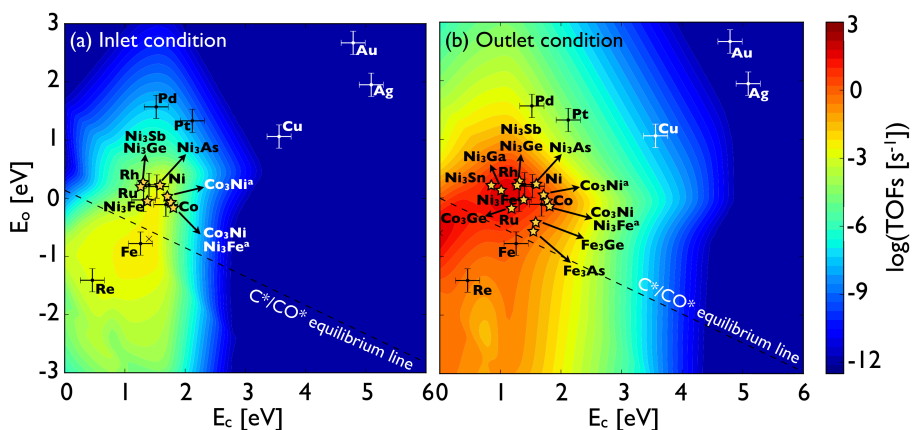 (a) Inlet condition
Au
Ag
Pd
Pt
Cu
Ni₃Sb
Ni₃Ge
Ni₃As
Rh
Ni
Ru
Co₃Niᵃ
Ni₃Fe
Co
Co₃Ni
Ni₃Feᵃ
Fe
Re
C*/CO* equilibrium line
3
2
1
0
-1
-2
-3
E₀ [eV]
0
1
2
3
4
5
6
E꜀ [eV]
(b) Outlet condition
Au
Ag
Pd
Pt
Cu
Ni₃Sb
Ni₃Ge
Ni₃Ga
Ni₃As
Rh
Ni
Ni₃Sn
Co₃Niᵃ
Ni₃Fe
Co
Co₃Ge
Ru
Co₃Ni
Ni₃Feᵃ
Fe₃Ge
Fe
Fe₃As
Re
C*/CO* equilibrium line
0
1
2
3
4
5
6
E꜀ [eV]
3
0
-3
-6
-9
-12
log(TOFs [s⁻¹])